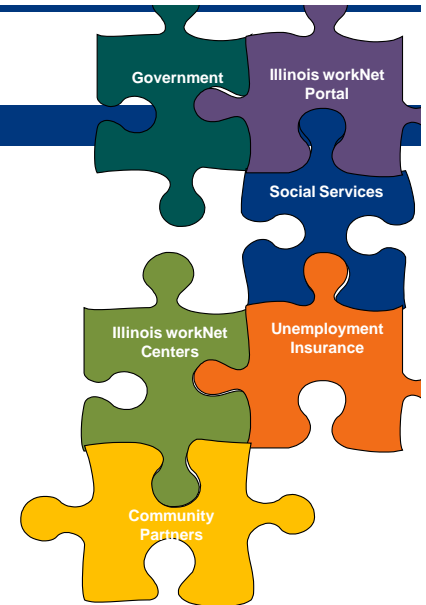 Government
Illinois workNet
Portal
Social Services
Illinois workNet
Centers
Unemployment
Insurance
Community
Partners